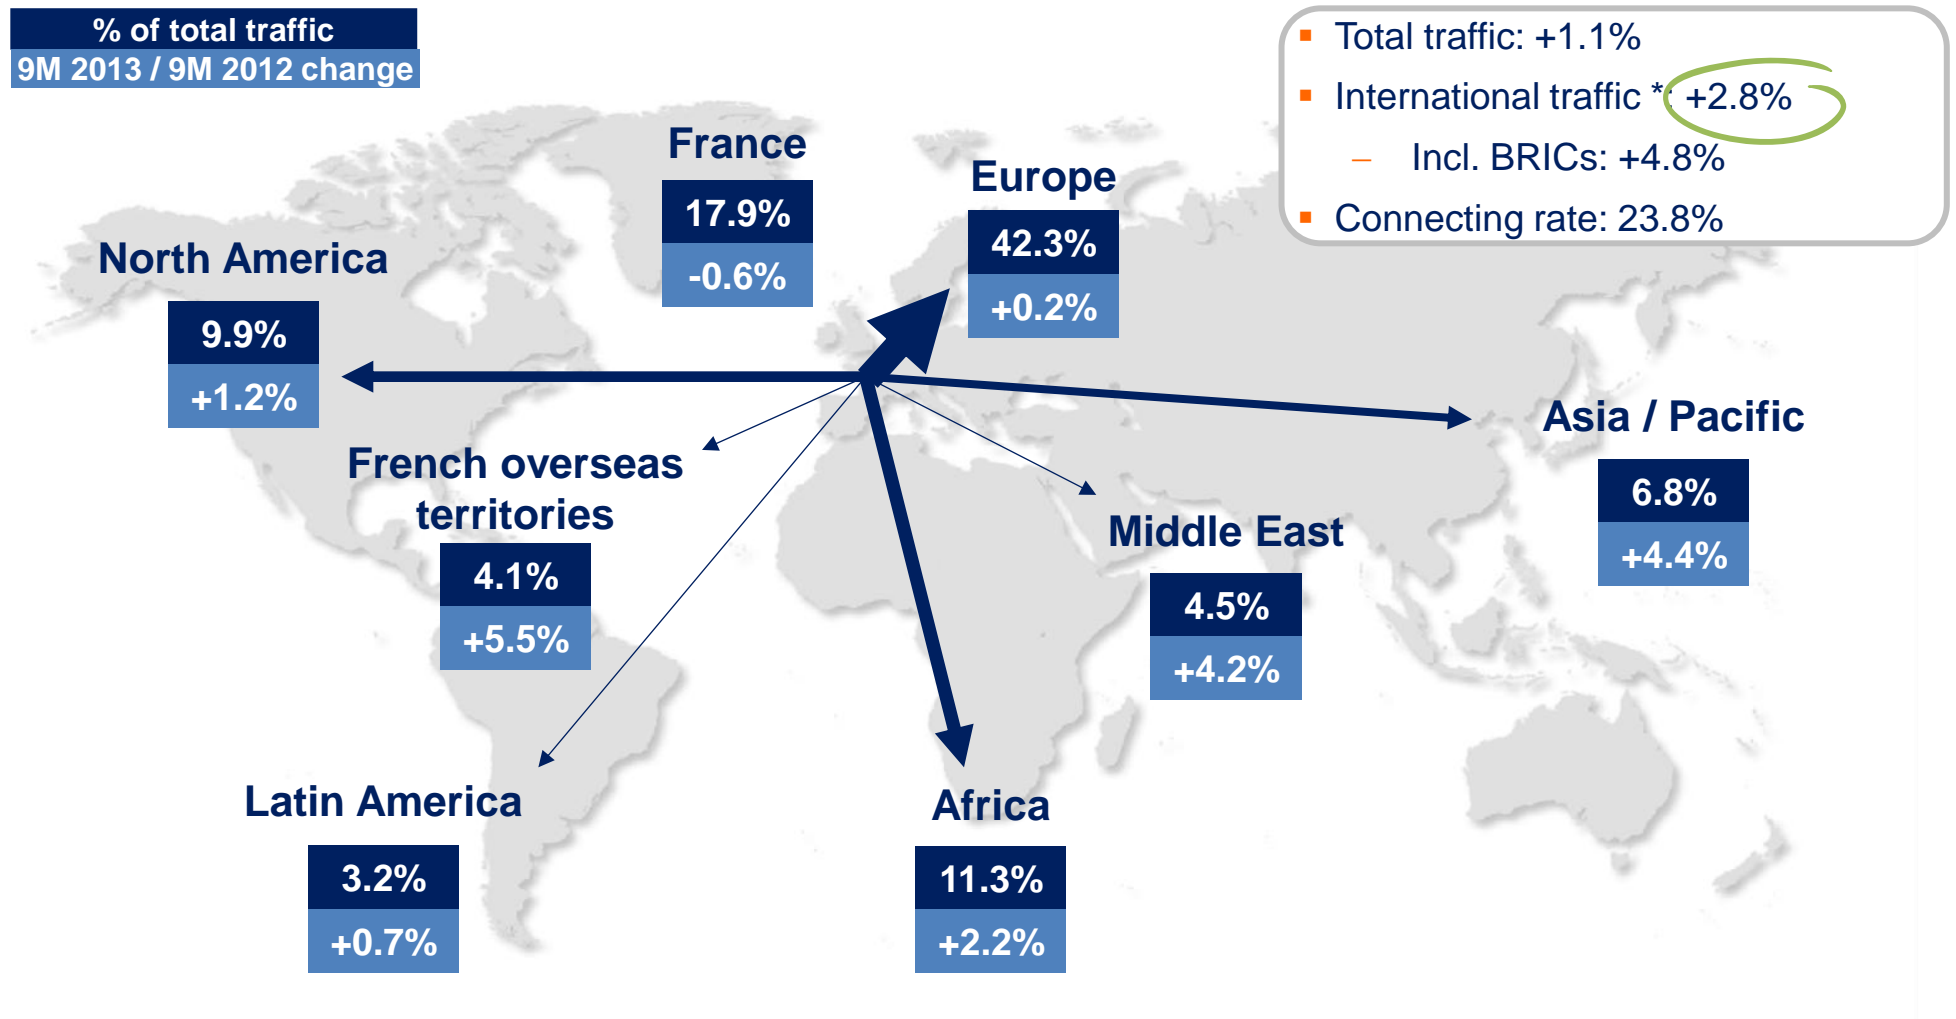 % of total traffic
9M 2013 / 9M 2012 change
Total traffic: +1.1%
International traffic *: +2.8%
– Incl. BRICs: +4.8%
Connecting rate: 23.8%
France
17.9%
-0.6%
Europe
42.3%
+0.2%
North America
9.9%
+1.2%
Asia / Pacific
6.8%
+4.4%
French overseas
territories
4.1%
+5.5%
Middle East
4.5%
+4.2%
Latin America
3.2%
+0.7%
Africa
11.3%
+2.2%